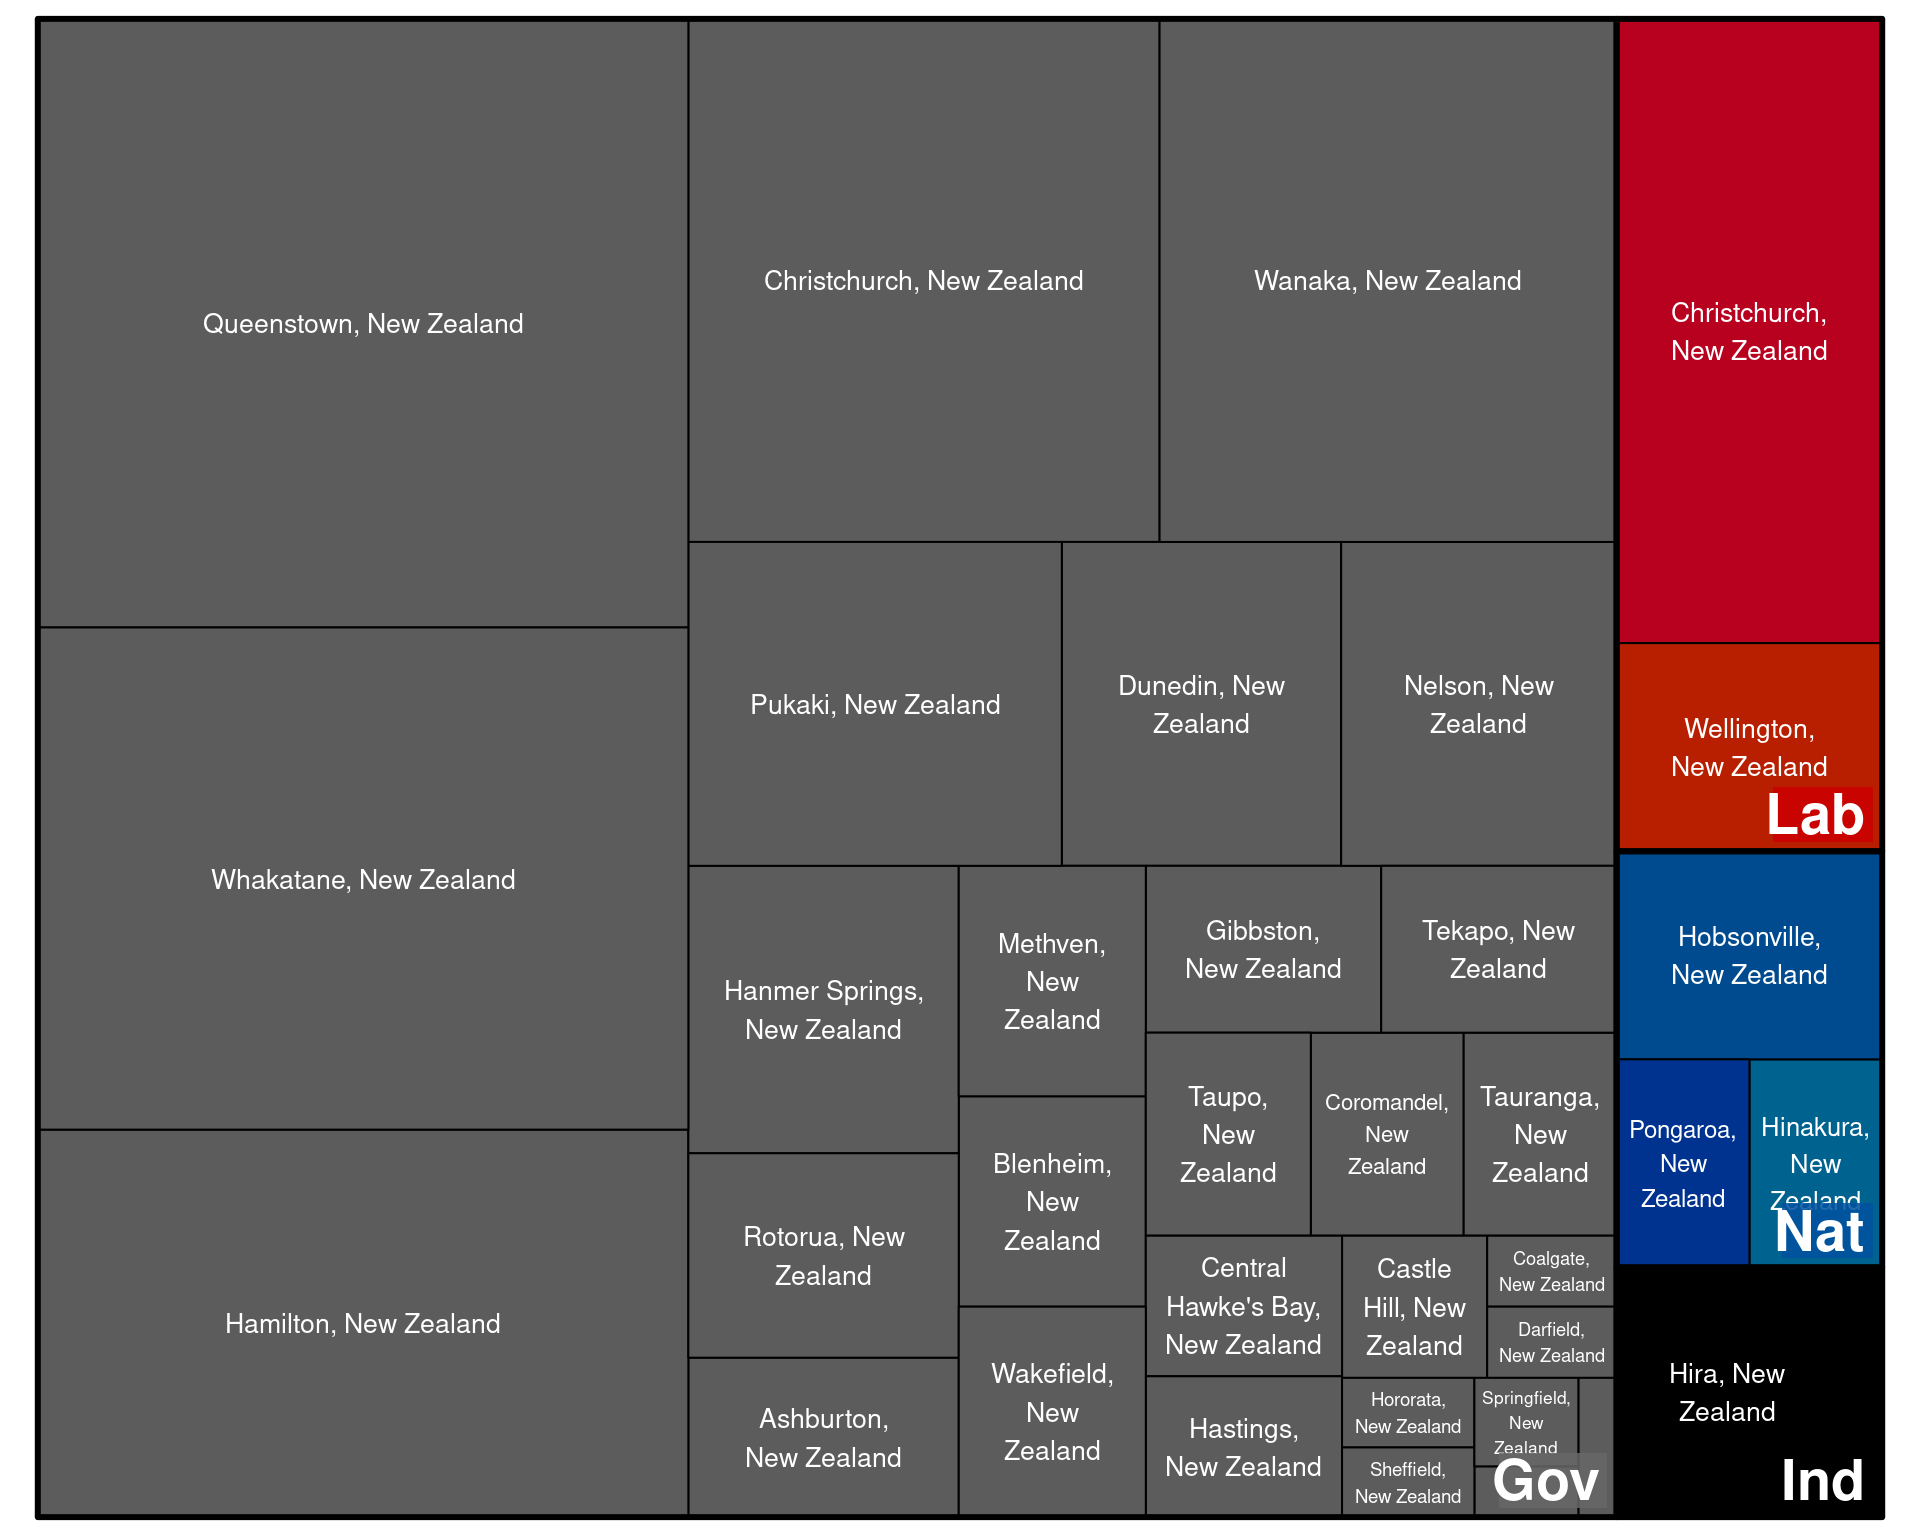 Queenstown, New Zealand
Whakatane, New Zealand
Hamilton, New Zealand
Christchurch, New Zealand
Wanaka, New Zealand
Pukaki, New Zealand
Dunedin, New
Zealand
Nelson, New
Zealand
Hanmer Springs,
New Zealand
Rotorua, New
Zealand
Ashburton,
New Zealand
Methven,
New
Zealand
Blenheim,
New
Zealand
Wakefield,
New
Zealand
Gibbston,
New Zealand
Tekapo, New
Zealand
Taupo,
New
Zealand
Coromandel,
New
Zealand
Tauranga,
New
Zealand
Central
Hawke's Bay,
New Zealand
Hastings,
New Zealand
Castle
Hill, New
Zealand
Coalgate,
New Zealand
Darfield,
New Zealand
Hororata,
New Zealand
Sheffield,
New Zealand
Springfield,
New
Zealand
Gov
Christchurch,
New Zealand
Wellington,
New Zealand
Lab
Hobsonville,
New Zealand
Pongaroa,
New
Zealand
Hinakura,
New
Zealand
Nat
Hira, New
Zealand
Ind